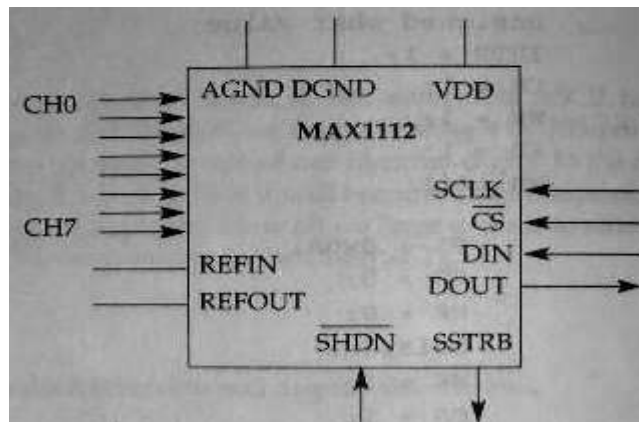 AGND DGND VDD
CH0
MAX1112
SCLK
CS
CH7
DIN
REFIN
DOUT
REFOUT
SHDN SSTRB